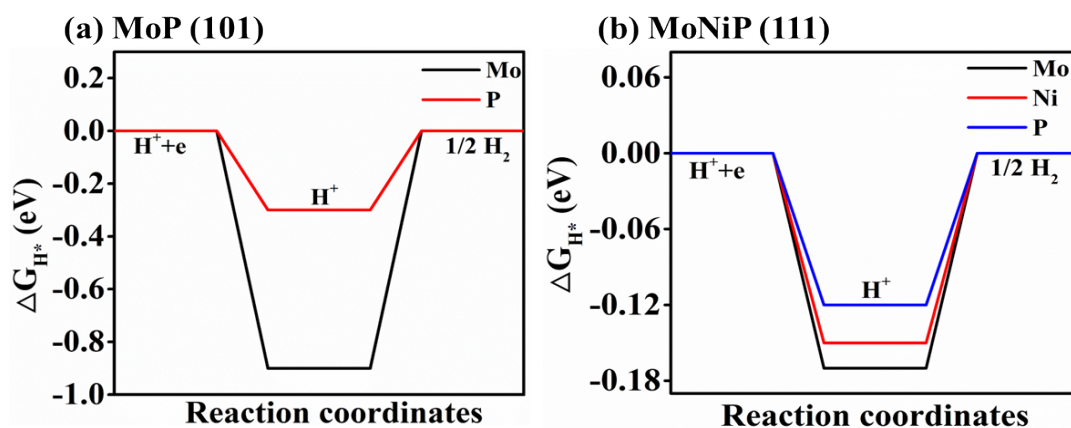 (a) MoP (101)
Mo
P
0.2
0.0
-0.2
-0.4
-0.6
-0.8
-1.0
△G_H* (eV)
H⁺+e
H⁺
1/2 H₂
Reaction coordinates
(b) MoNiP (111)
Mo
Ni
P
0.06
0.00
-0.06
-0.12
-0.18
△G_H* (eV)
H⁺+e
H⁺
1/2 H₂
Reaction coordinates